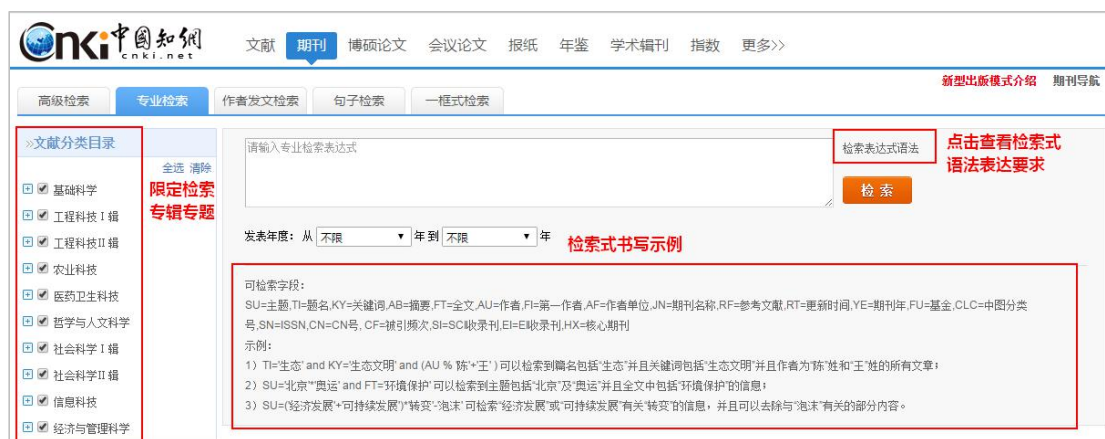 cnki中国知网
cnki.net
文献 期刊 博硕论文 会议论文 报纸 年鉴 学术辑刊 指数 更多>>
新型出版模式介绍 期刊导航
高级检索 专业检索 作者发文检索 句子检索 一框式检索
»文献分类目录
全选 清除
限定检索
专辑专题
基础科学
工程科技 I 辑
工程科技II 辑
农业科技
医药卫生科技
哲学与人文科学
社会科学 I 辑
社会科学II 辑
信息科技
经济与管理科学
请输入专业检索表达式
检索表达式语法
点击查看检索式
语法表达要求
检 索
发表年度：从 不限 年 到 不限 年
检索式书写示例
可检索字段：
SU=主题,TI=题名,KY=关键词,AB=摘要,FT=全文,AU=作者,FI=第一作者,AF=作者单位,JN=期刊名称,RF=参考文献,RT=更新时间,YE=期刊年,FU=基金,CLC=中图分类
号,SN=ISSN,CN=CN号, CF=被引频次,SI=SCI收录刊,EI=EI收录刊,HX=核心期刊
示例：
1）TI='生态' and KY='生态文明' and (AU % '陈'+'王' ) 可以检索到篇名包括“生态”并且关键词包括“生态文明”并且作者为“陈”姓和“王”姓的所有文章；
2）SU='北京'*'奥运' and FT='环境保护' 可以检索到主题包括“北京”及“奥运”并且全文中包括“环境保护”的信息；
3）SU=('经济发展'+'可持续发展')*'转变'-'泡沫' 可检索“经济发展”或“可持续发展”有关“转变”的信息，并且可以去除与“泡沫”有关的部分内容。